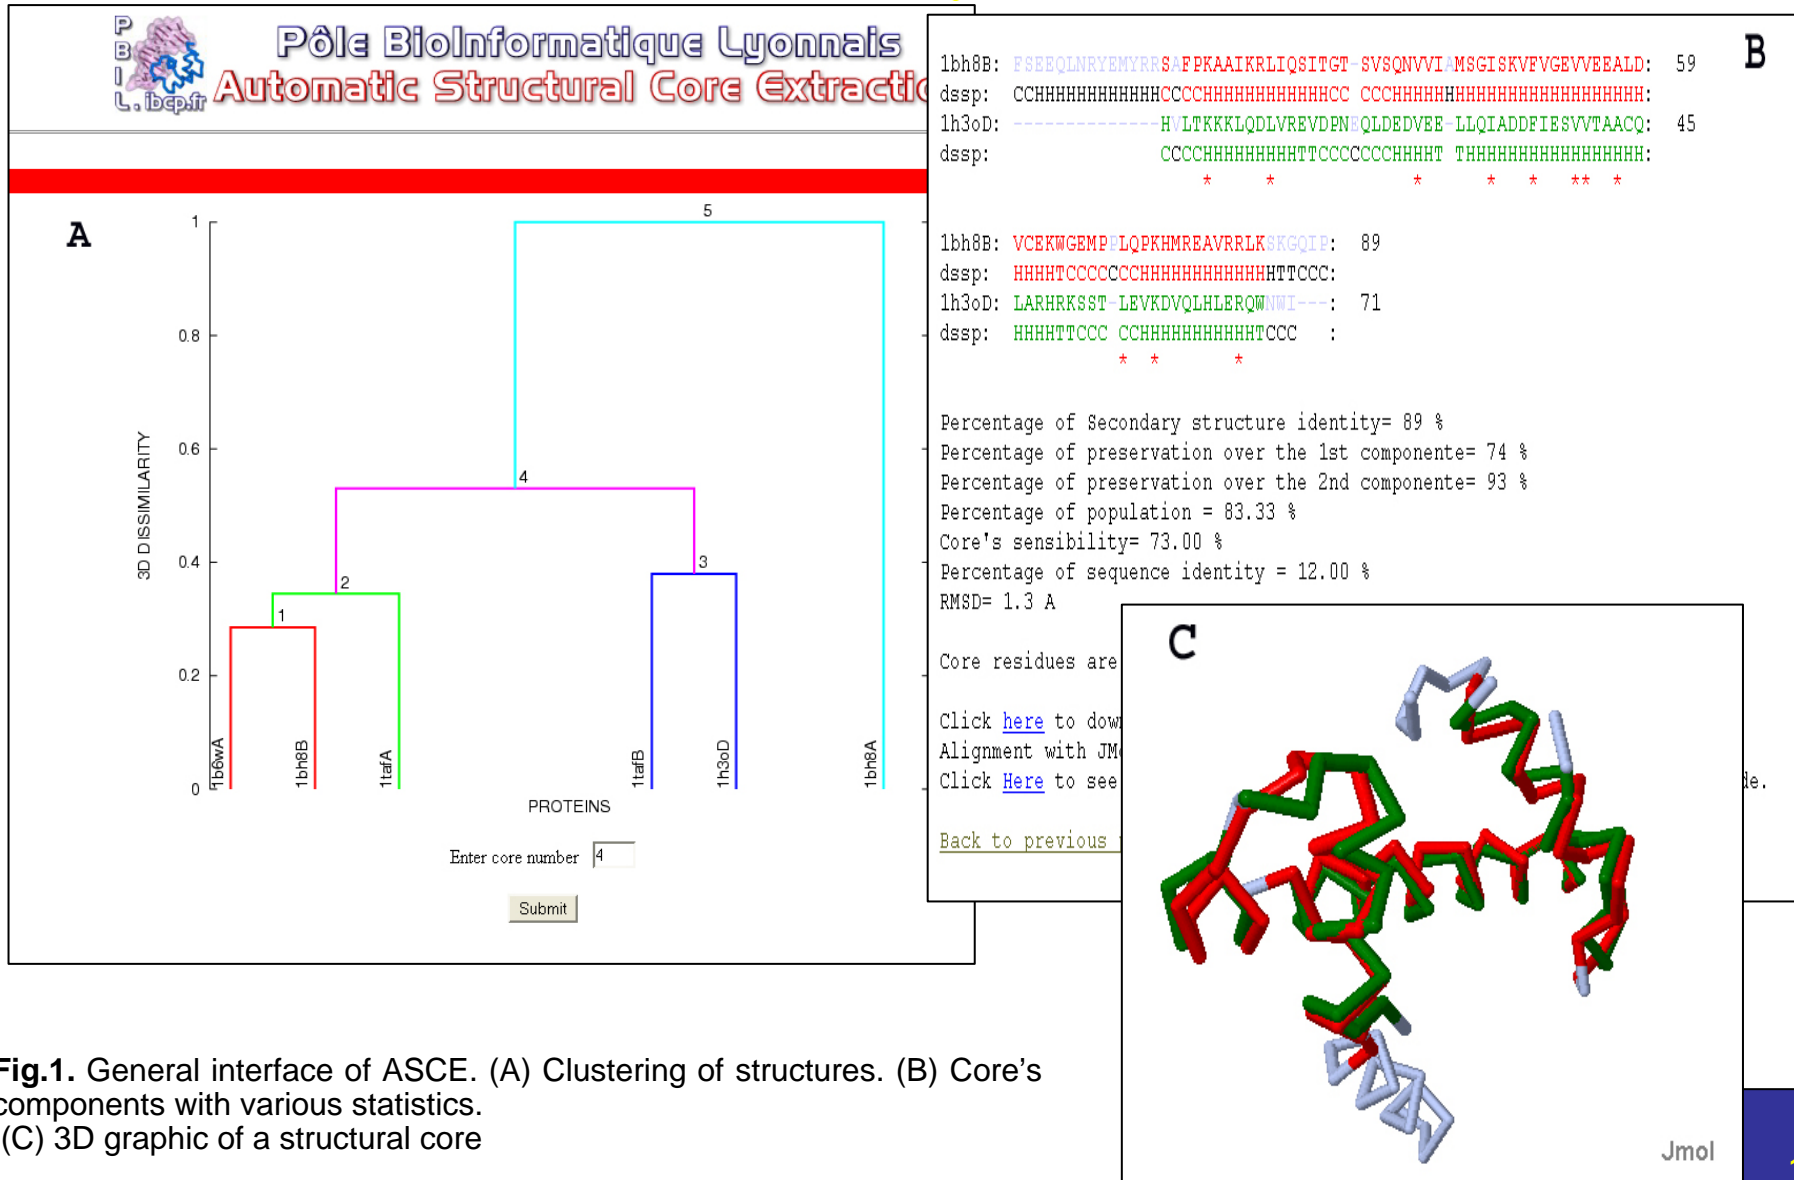 P
B
I
L. ibcp.fr
Pôle BioInformatique Lyonnais
Automatic Structural Core Extractio
A
5
1
0.8
4
0.6
3D DISSIMILARITY
0.4
3
2
1
0.2
0
1b6wA
1bh8B
1tafA
1tafB
1h3oD
1bh8A
PROTEINS
Enter core number 4
Submit
B
1bh8B: FSEEQLNRYEMYRRSAFPKAAIKRLIQSITGT-SVSQNVVIAMSGISKVFVGEVVEEALD: 59
dssp: CCHHHHHHHHHHHHCCCCHHHHHHHHHHHHCC CCCHHHHHHHHHHHHHHHHHHHHHHHH:
1h3oD: --------------HVLTKKKLQDLVREVDPNEQLDEDVEE-LLQIADDFIESVVTAACQ: 45
dssp: CCCCHHHHHHHHHTTCCCCCCCCHHHHT THHHHHHHHHHHHHHHHH:
* * * * * ** *
1bh8B: VCEKWGEMPPLQPKHMREAVRRLKSKGQIP: 89
dssp: HHHHTCCCCCCCHHHHHHHHHHHHHTTCCC:
1h3oD: LARHRKSST-LEVKDVQLHLERQWNWI---: 71
dssp: HHHHTTCCC CCHHHHHHHHHHHTCCC :
* * *
Percentage of Secondary structure identity= 89 %
Percentage of preservation over the 1st componente= 74 %
Percentage of preservation over the 2nd componente= 93 %
Percentage of population = 83.33 %
Core's sensibility= 73.00 %
Percentage of sequence identity = 12.00 %
RMSD= 1.3 A
Core residues are
Click here to dow
Alignment with JM
Click Here to see de.
Back to previous
C
Jmol
Fig.1. General interface of ASCE. (A) Clustering of structures. (B) Core's
components with various statistics.
(C) 3D graphic of a structural core